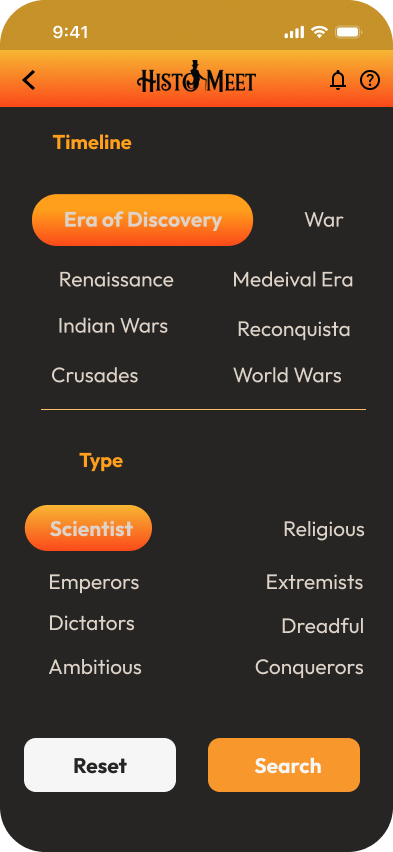 9:41
HISTOMEET
Timeline
Era of Discovery War
Renaissance Medeival Era
Indian Wars Reconquista
Crusades World Wars
Type
Scientist Religious
Emperors Extremists
Dictators Dreadful
Ambitious Conquerors
Reset Search